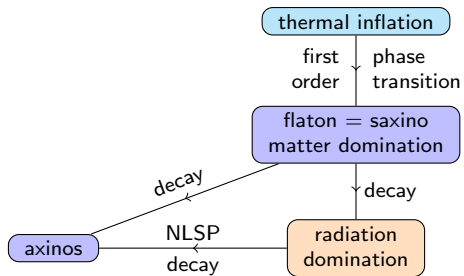 thermal inflation
first phase
order transition
flaton = saxino
matter domination
decay
decay
NLSP
axinos
decay
radiation
domination